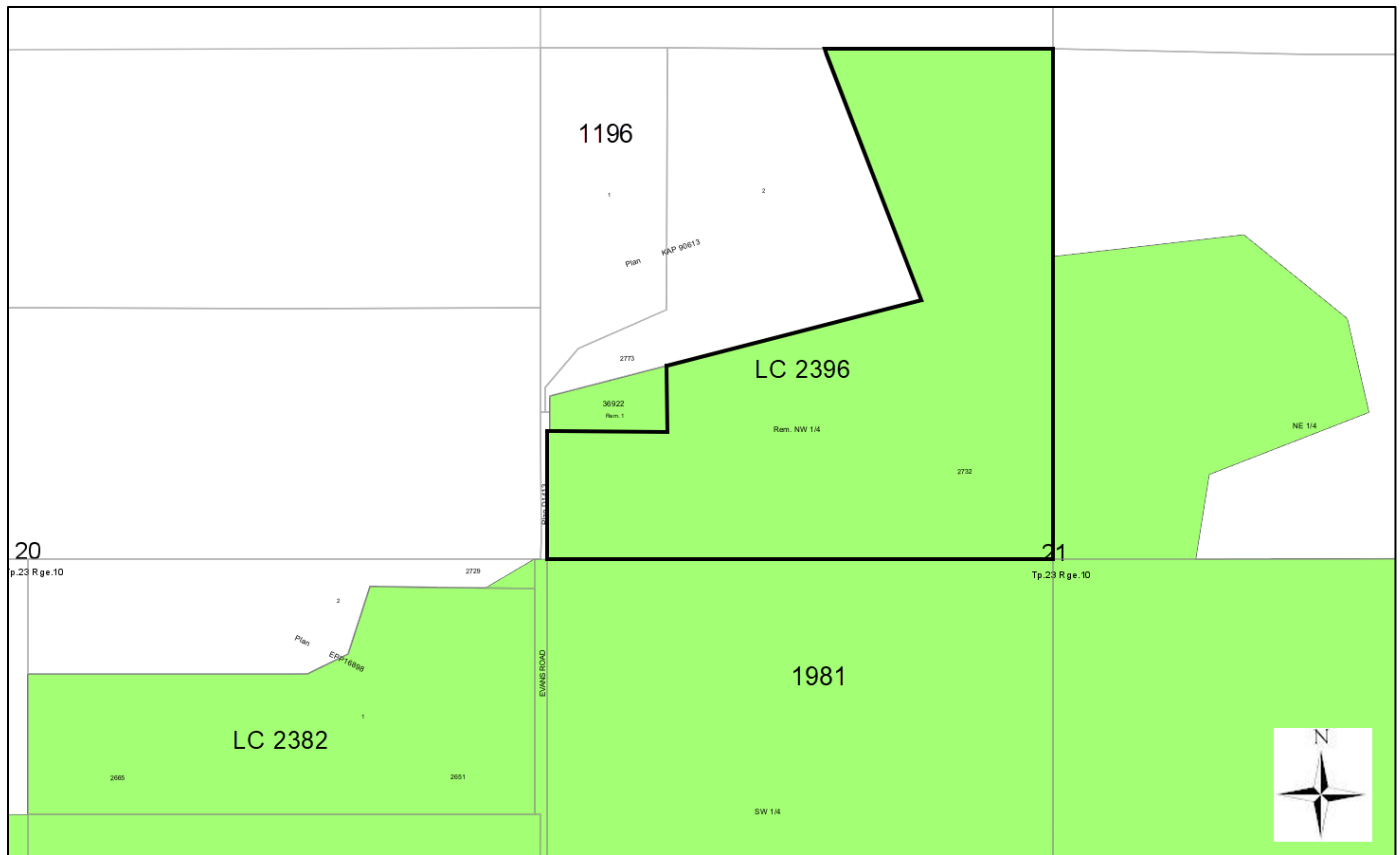 1196
1
2
Plan KAP 90613
2773
LC 2396
36922
Rem. 1
Rem. NW 1/4
NE 1/4
2732
20
Tp.23 Rge.10
21
Tp.23 Rge.10
2729
2
Plan EPP16898
EVANS ROAD
1981
1
LC 2382
2665
2651
SW 1/4
N